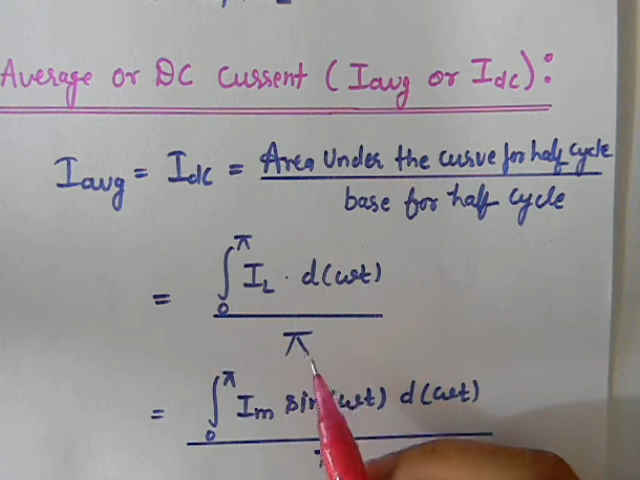 Average or DC Current (Iavg or Idc):
Iavg = Idc = Area Under the curve for half cycle / base for half cycle
= ∫₀^π I_L . d(ωt) / π
= ∫₀^π Im sin(ωt) d(ωt)